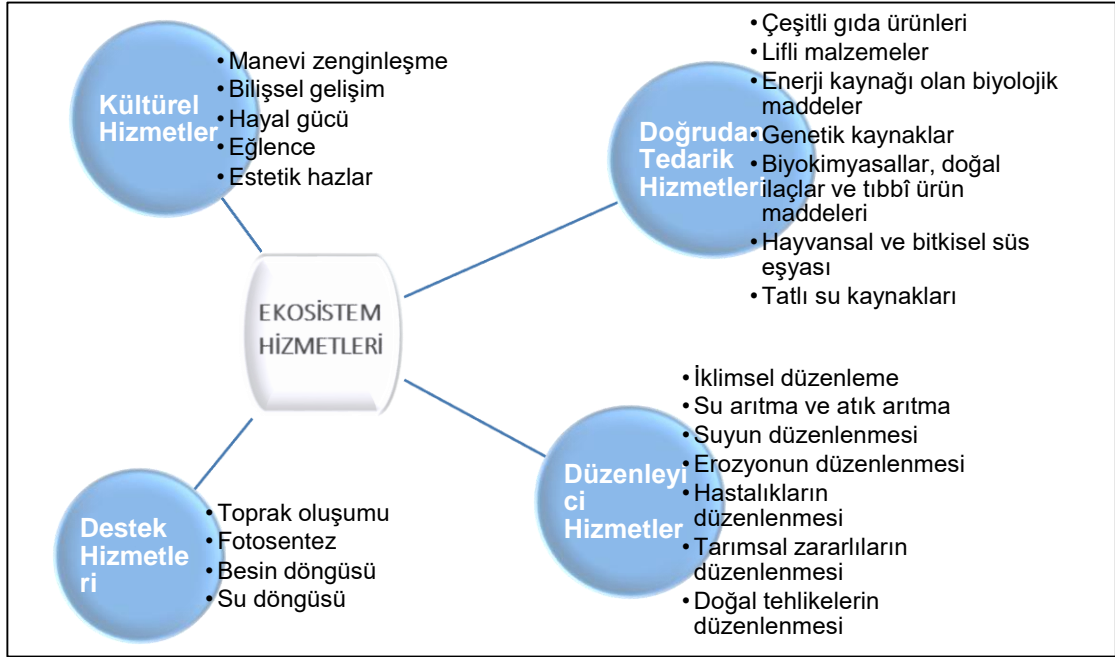 Kültürel
Hizmetler
• Manevi zenginleşme
• Bilişsel gelişim
• Hayal gücü
• Eğlence
• Estetik hazlar
Doğrudan
Tedarik
Hizmetleri
• Çeşitli gıda ürünleri
• Lifli malzemeler
• Enerji kaynağı olan biyolojik
maddeler
• Genetik kaynaklar
• Biyokimyasallar, doğal
ilaçlar ve tıbbî ürün
maddeleri
• Hayvansal ve bitkisel süs
eşyası
• Tatlı su kaynakları
EKOSİSTEM
HİZMETLERİ
Destek
Hizmetle
ri
• Toprak oluşumu
• Fotosentez
• Besin döngüsü
• Su döngüsü
Düzenleyi
ci
Hizmetler
• İklimsel düzenleme
• Su arıtma ve atık arıtma
• Suyun düzenlenmesi
• Erozyonun düzenlenmesi
• Hastalıkların
düzenlenmesi
• Tarımsal zararlıların
düzenlenmesi
• Doğal tehlikelerin
düzenlenmesi